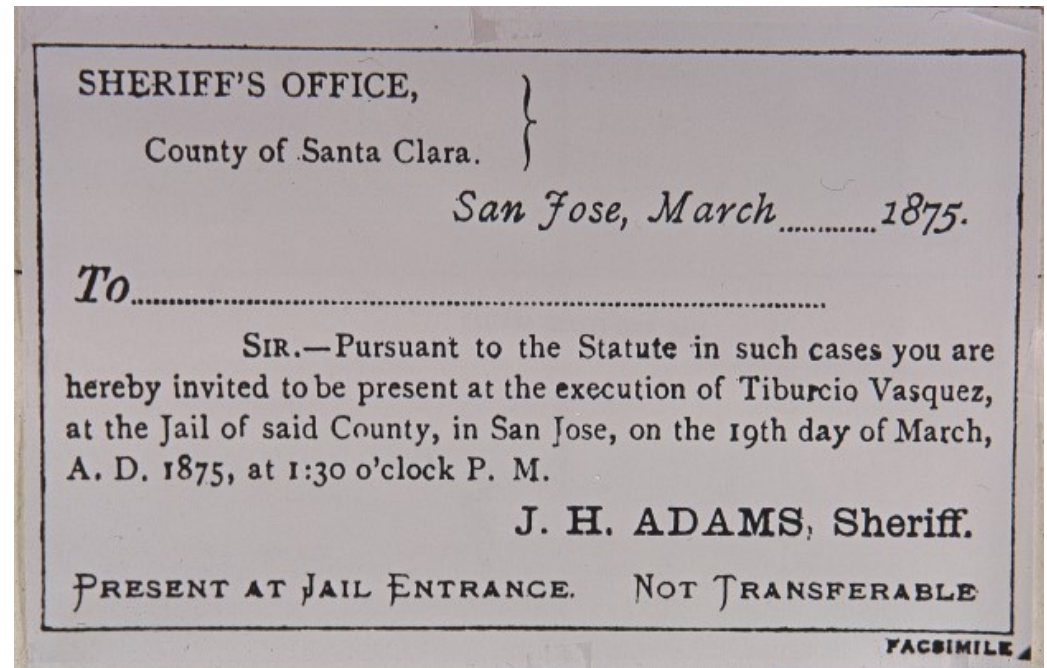 SHERIFF'S OFFICE,
County of Santa Clara.
San Jose, March ............ 1875.
To................................................................................
SIR.—Pursuant to the Statute in such cases you are
hereby invited to be present at the execution of Tiburcio Vasquez,
at the Jail of said County, in San Jose, on the 19th day of March,
A. D. 1875, at 1:30 o'clock P. M.
J. H. ADAMS, Sheriff.
PRESENT AT JAIL ENTRANCE. NOT TRANSFERABLE
FACSIMILE